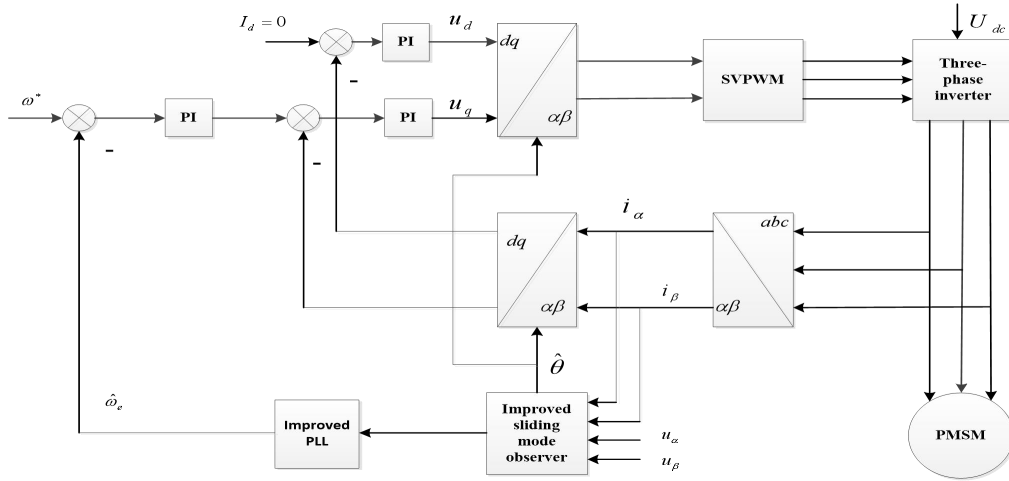 I_d = 0
PI
u_d
dq
αβ
SVPWM
U_dc
Three-
phase
inverter
ω*
-
PI
-
-
PI
u_q
dq
αβ
i_α
i_β
abc
αβ
θ̂
ω̂_e
Improved
PLL
Improved
sliding
mode
observer
u_α
u_β
PMSM